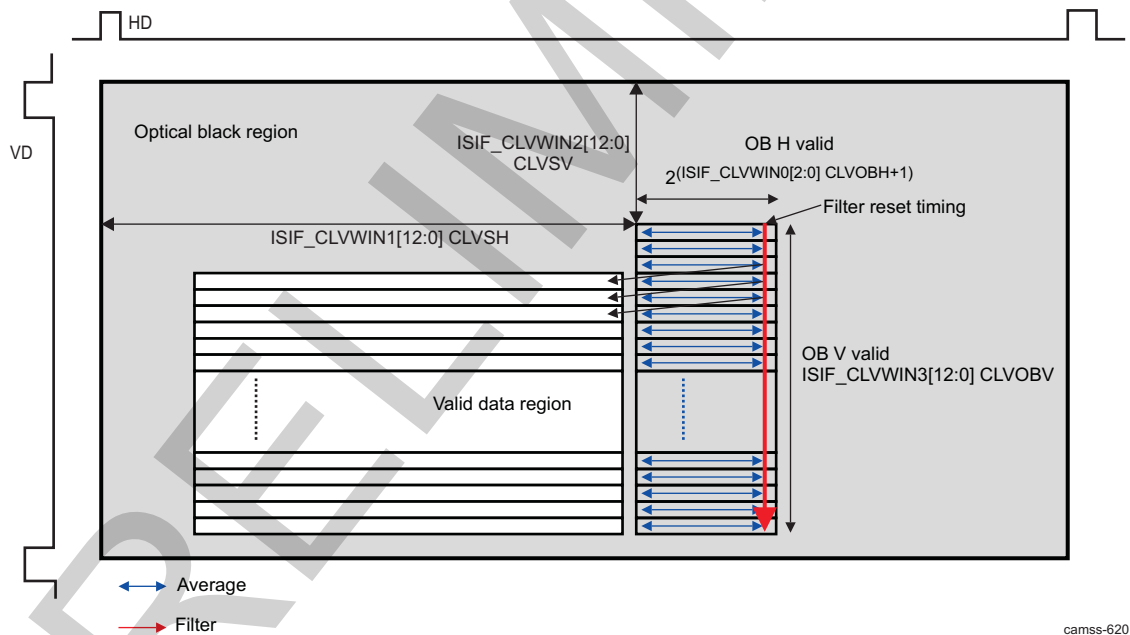 HD
VD
Optical black region
ISIF_CLVWIN2[12:0]
CLVSV
OB H valid
2(ISIF_CLVWIN0[2:0] CLVOBH+1)
Filter reset timing
ISIF_CLVWIN1[12:0] CLVSH
OB V valid
ISIF_CLVWIN3[12:0] CLVOBV
Valid data region
Average
Filter
camss-620